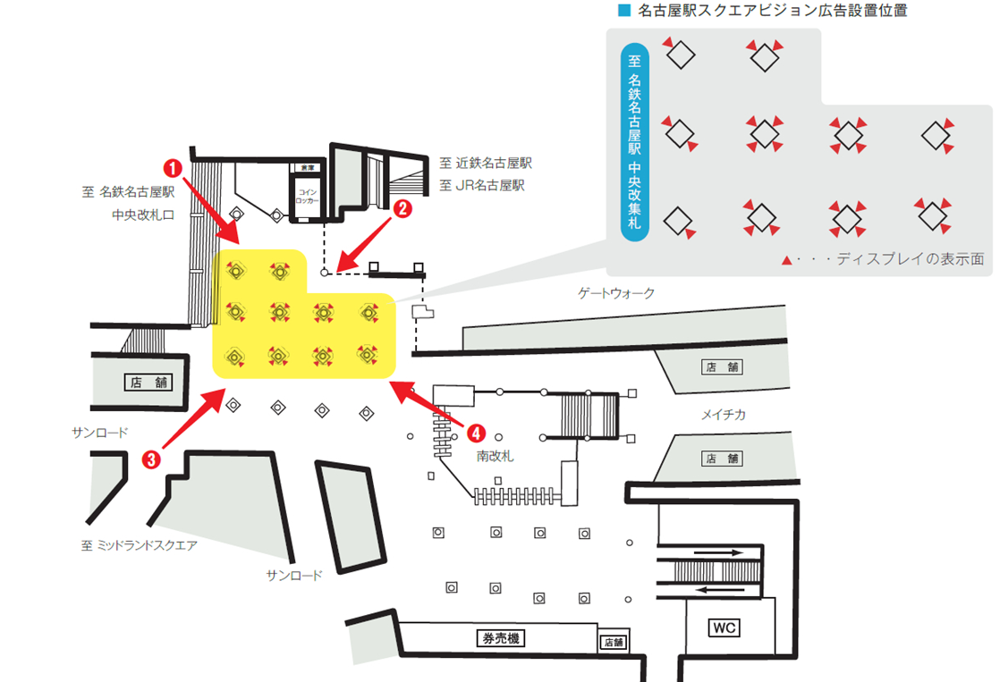 ■ 名古屋駅スクエアビジョン広告設置位置
至 名鉄名古屋駅 中央改集札
▲・・・ディスプレイの表示面
❶
至 名鉄名古屋駅
中央改札口
倉庫
コイン
ロッカー
至 近鉄名古屋駅
至 JR名古屋駅
❷
ゲートウォーク
店 舗
店 舗
メイチカ
サンロード
❸
❹
南改札
店 舗
至 ミッドランドスクエア
サンロード
券売機
店舗
WC